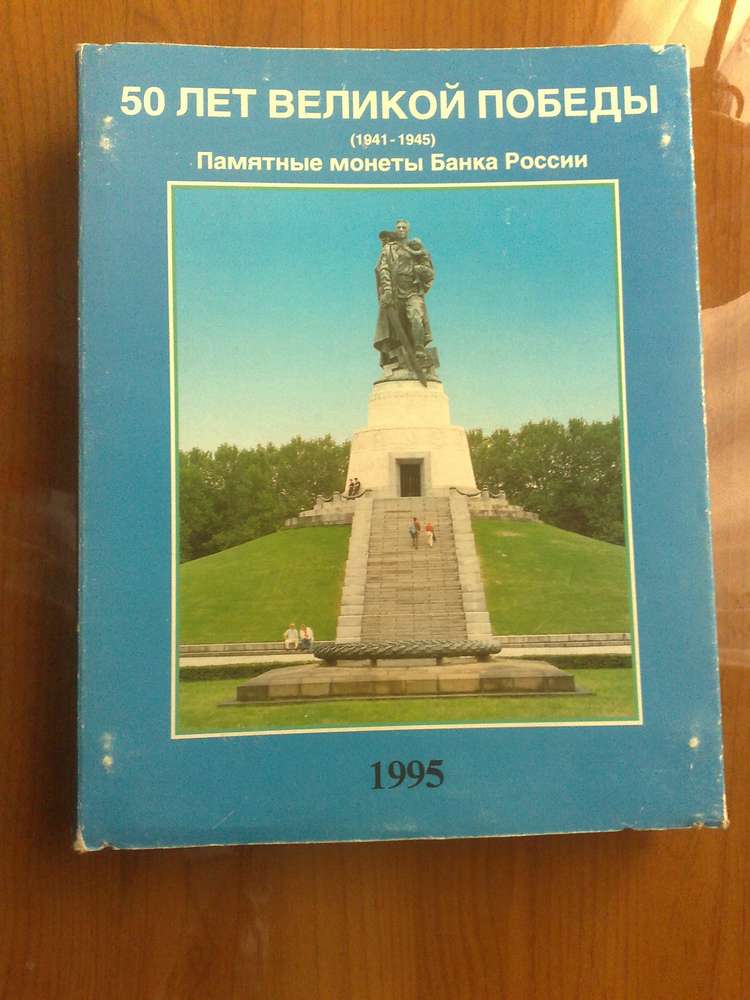 50 ЛЕТ ВЕЛИКОЙ ПОБЕДЫ
(1941-1945)
Памятные монеты Банка России
1995